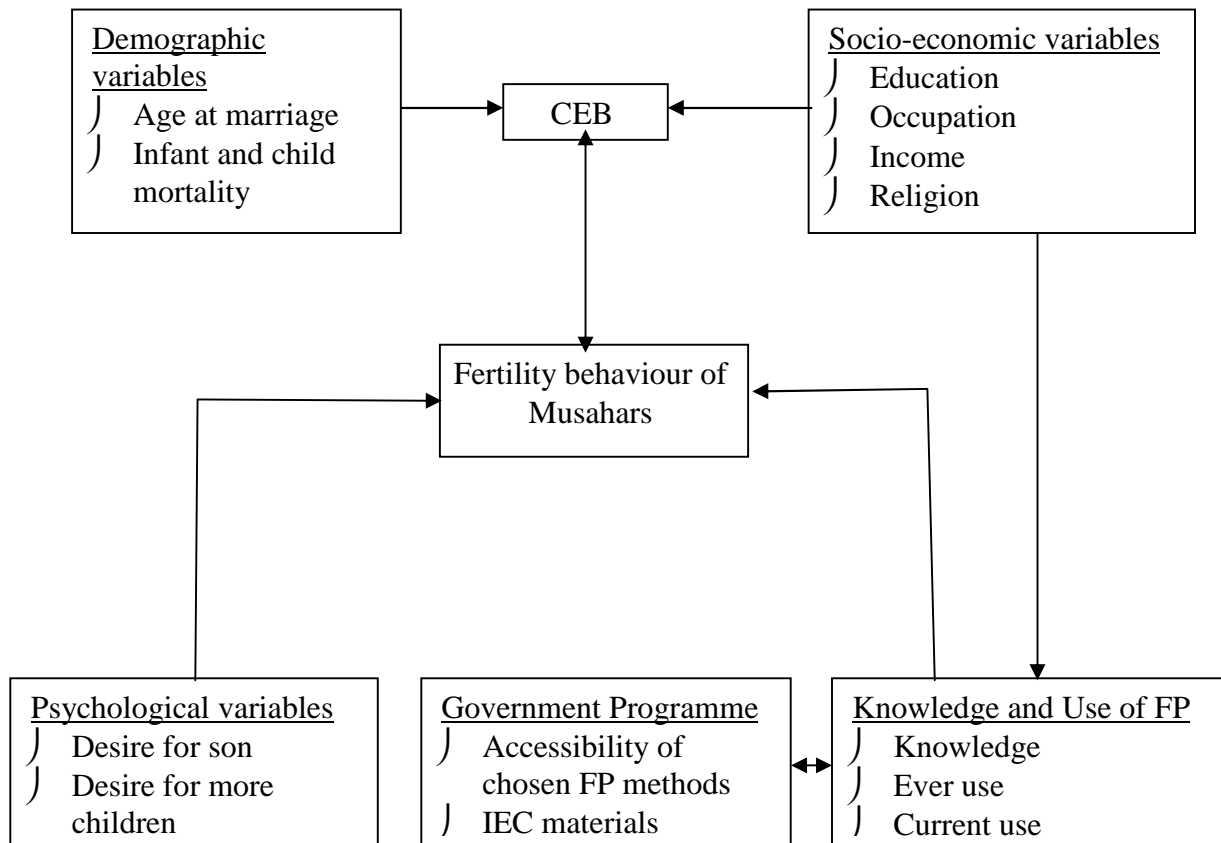 Demographic
variables
Age at marriage
Infant and child
mortality
CEB
Socio-economic variables
Education
Occupation
Income
Religion
Fertility behaviour of
Musahars
Psychological variables
Desire for son
Desire for more
children
Government Programme
Accessibility of
chosen FP methods
IEC materials
Knowledge and Use of FP
Knowledge
Ever use
Current use